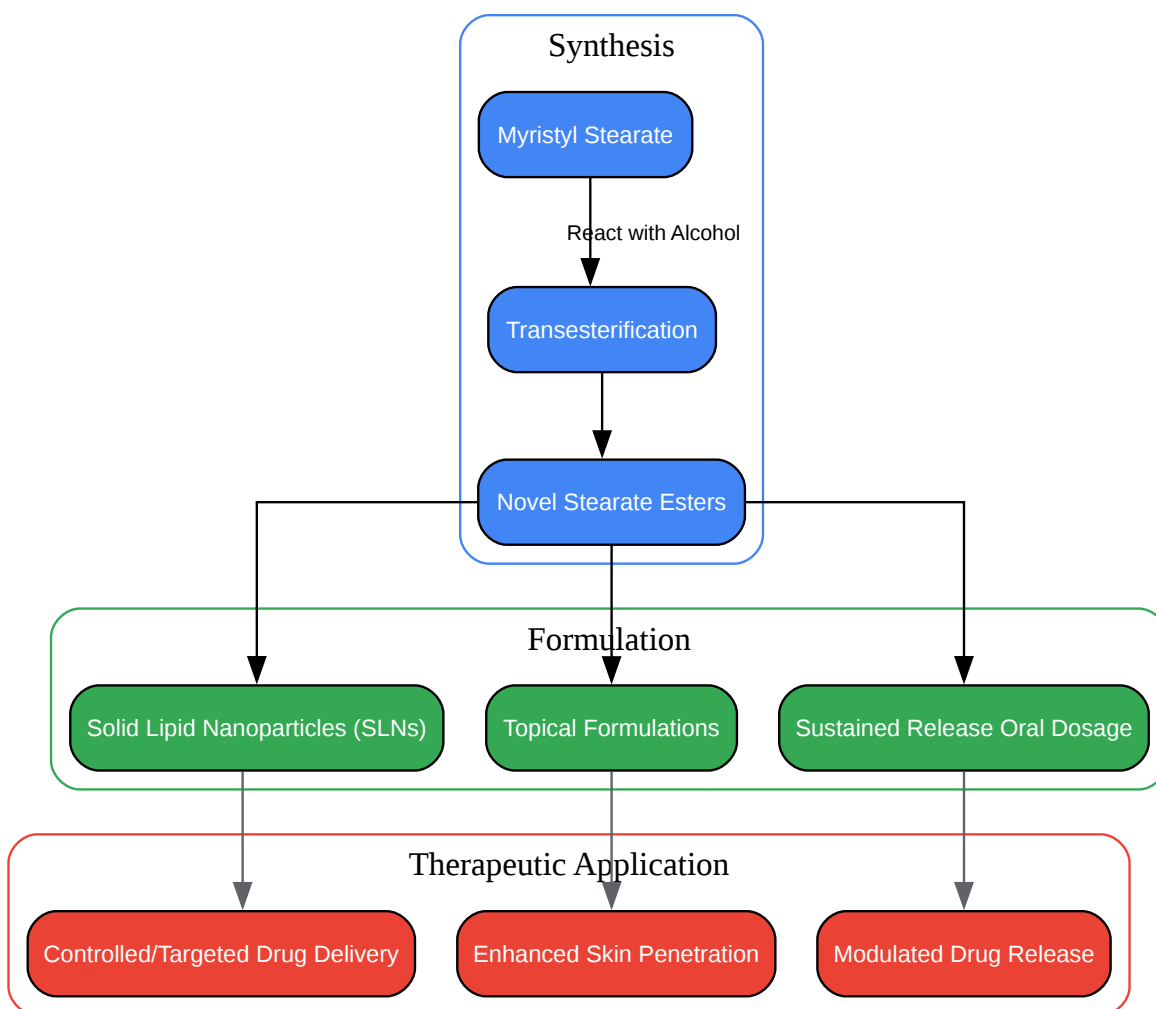 Synthesis
Myristyl Stearate
React with Alcohol
Transesterification
Novel Stearate Esters
Formulation
Solid Lipid Nanoparticles (SLNs)
Topical Formulations
Sustained Release Oral Dosage
Therapeutic Application
Controlled/Targeted Drug Delivery
Enhanced Skin Penetration
Modulated Drug Release